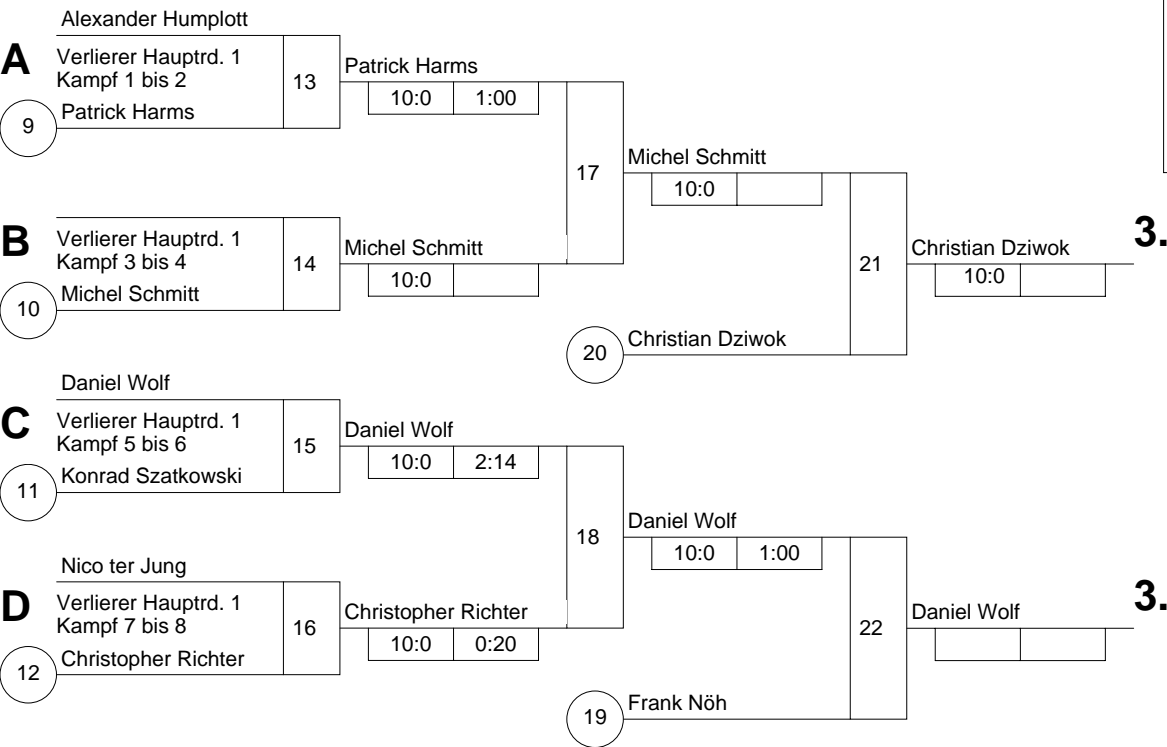 Alexander Humplott
A
Verlierer Hauptrd. 1
Kampf 1 bis 2
13
Patrick Harms
10:0 1:00
9
Patrick Harms
17
Michel Schmitt
10:0
B
Verlierer Hauptrd. 1
Kampf 3 bis 4
14
Michel Schmitt
10:0
10
Michel Schmitt
21
Christian Dziwok
10:0
3.
20
Christian Dziwok
Daniel Wolf
C
Verlierer Hauptrd. 1
Kampf 5 bis 6
15
Daniel Wolf
10:0 2:14
11
Konrad Szatkowski
18
Daniel Wolf
10:0 1:00
Nico ter Jung
D
Verlierer Hauptrd. 1
Kampf 7 bis 8
16
Christopher Richter
10:0 0:20
12
Christopher Richter
22
Daniel Wolf
3.
19
Frank Nöh